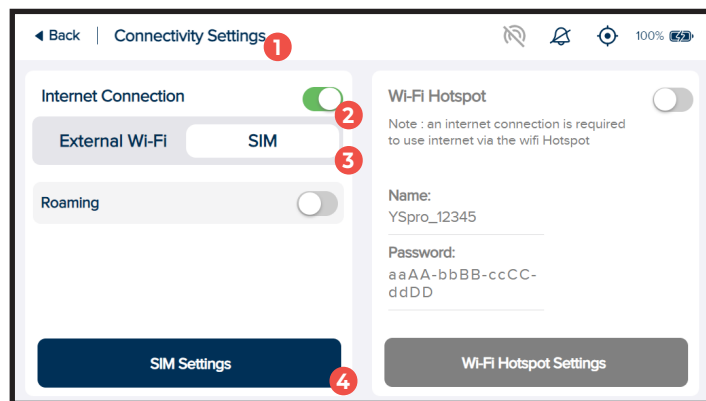 Back | Connectivity Settings
1
100%
Internet Connection
2
External Wi-Fi SIM
3
Roaming
SIM Settings
4
Wi-Fi Hotspot
Note : an internet connection is required
to use internet via the wifi Hotspot
Name:
YSpro_12345
Password:
aaAA-bbBB-ccCC-
ddDD
Wi-Fi Hotspot Settings